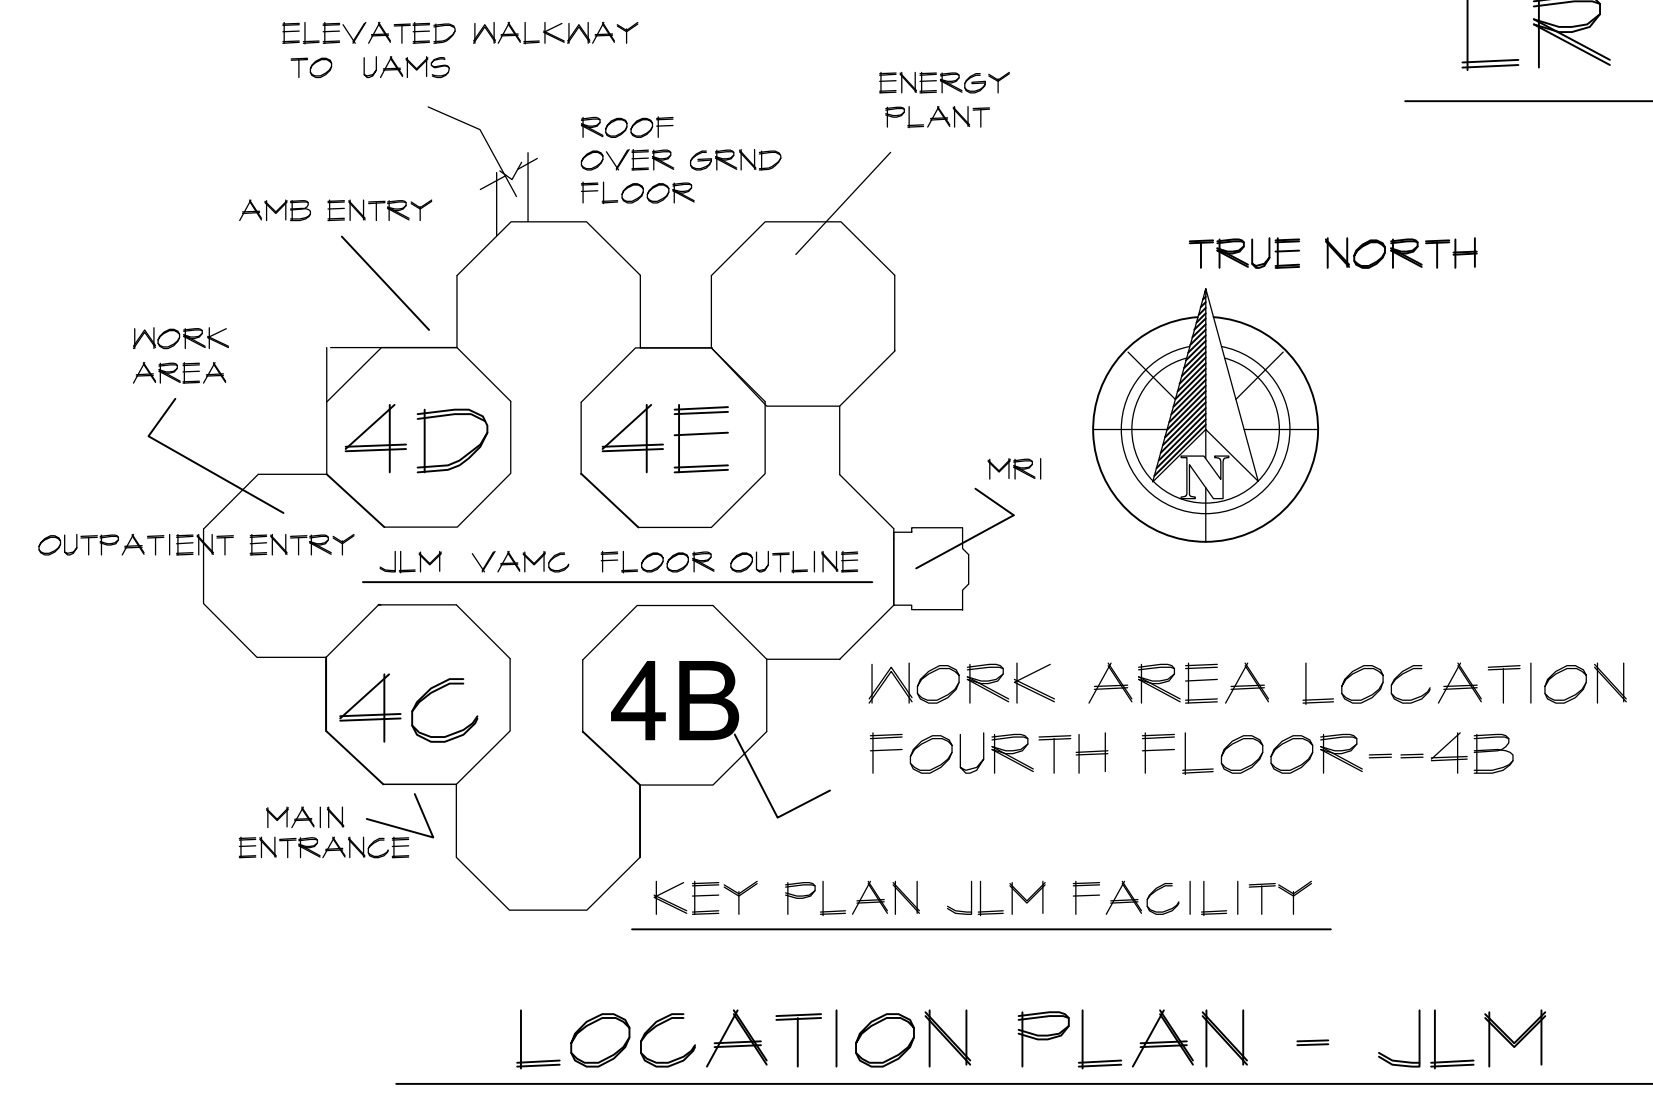 LR
ELEVATED WALKWAY
TO UAMS
ENERGY
PLANT
ROOF
OVER GRND
FLOOR
AMB ENTRY
TRUE NORTH
WORK
AREA
4D
4E
N
MRI
OUTPATIENT ENTRY
JLM VAMC FLOOR OUTLINE
4C
4B
WORK AREA LOCATION
FOURTH FLOOR--4B
MAIN
ENTRANCE
KEY PLAN JLM FACILITY
LOCATION PLAN - JLM